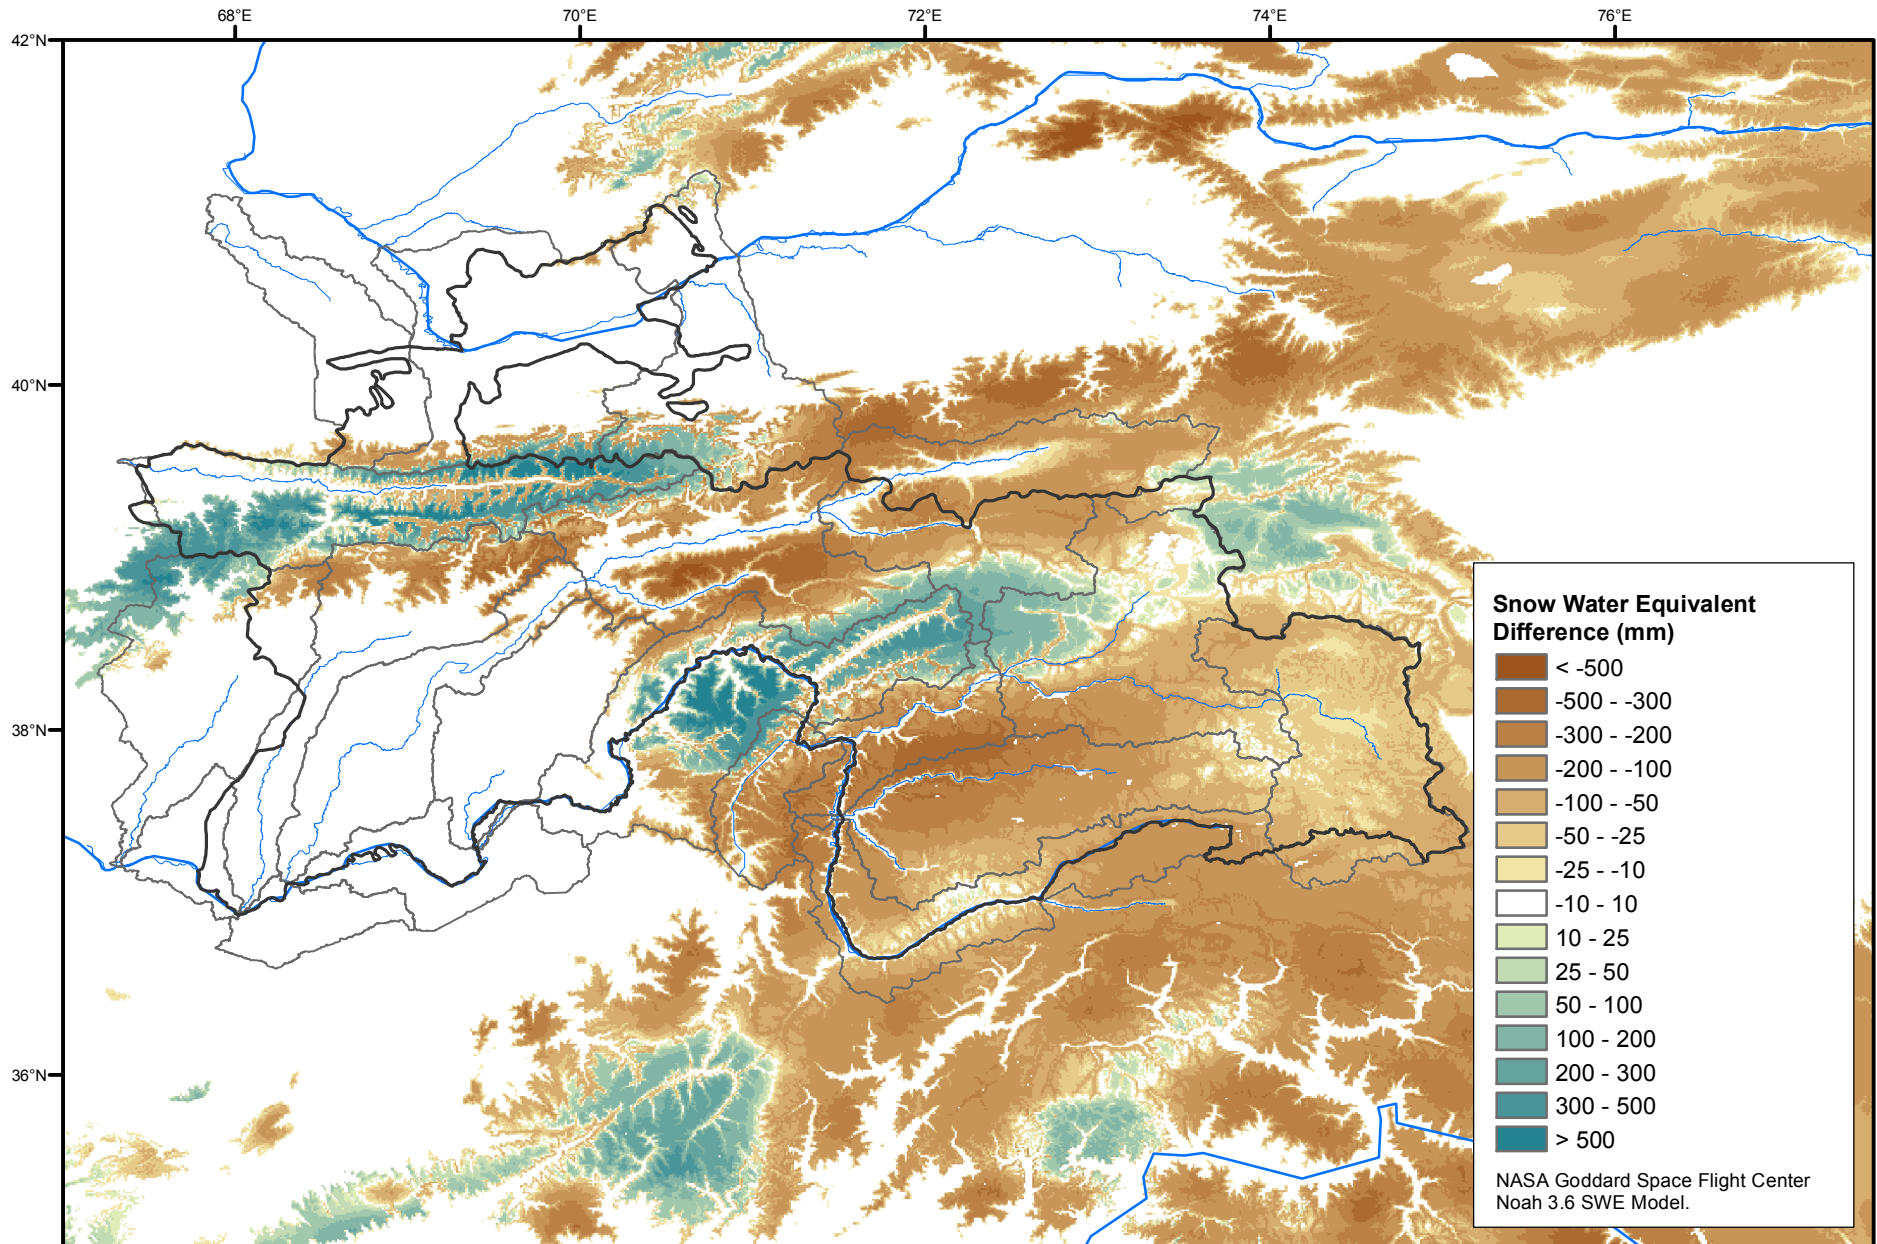 68°E 70°E 72°E 74°E 76°E
42°N
40°N
38°N
36°N
Snow Water Equivalent
Difference (mm)
< -500
-500 - -300
-300 - -200
-200 - -100
-100 - -50
-50 - -25
-25 - -10
-10 - 10
10 - 25
25 - 50
50 - 100
100 - 200
200 - 300
300 - 500
> 500
NASA Goddard Space Flight Center
Noah 3.6 SWE Model.